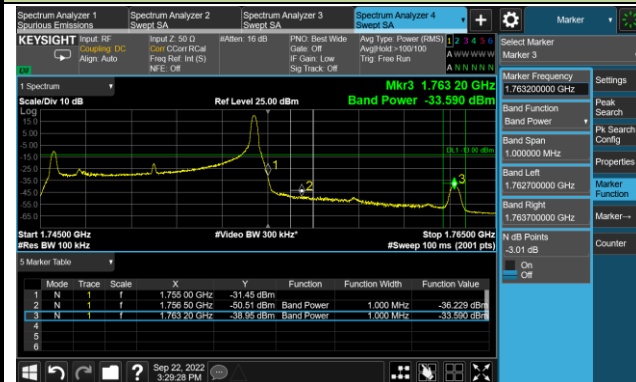 Spectrum Analyzer 1
Spurious Emissions
Spectrum Analyzer 2
Swept SA
Spectrum Analyzer 3
Swept SA
Spectrum Analyzer 4
Swept SA
Marker
KEYSIGHT
Input: RF
Coupling: DC
Align: Auto
Input Z: 50 Ω
Corr CCorr RCal
Freq Ref: Int (S)
NFE: Off
#Atten: 16 dB
PNO: Best Wide
Gate: Off
IF Gain: Low
Sig Track: Off
Avg Type: Power (RMS)
Avg|Hold:>100/100
Trig: Free Run
1 2 3 4 5 6
A WWWWW
A N N N N N
1 Spectrum
Scale/Div 10 dB
Ref Level 25.00 dBm
Mkr3 1.763 20 GHz
Band Power -33.590 dBm
Log
15.0
5.00
-5.00
-15.0
-25.0
-35.0
-45.0
-55.0
-65.0
DL1 -13.00 dBm
1
2
3
Start 1.74500 GHz
#Res BW 100 kHz
#Video BW 300 kHz*
Stop 1.76500 GHz
#Sweep 100 ms (2001 pts)
5 Marker Table
Mode Trace Scale X Y Function Function Width Function Value
1 N 1 f 1.755 00 GHz -31.45 dBm
2 N 1 f 1.756 50 GHz -50.51 dBm Band Power 1.000 MHz -36.229 dBm
3 N 1 f 1.763 20 GHz -38.95 dBm Band Power 1.000 MHz -33.590 dBm
4
5
6
Sep 22, 2022
3:29:28 PM
Select Marker
Marker 3
Marker Frequency
1.763200000 GHz
Band Function
Band Power
Band Span
1.000000 MHz
Band Left
1.762700000 GHz
Band Right
1.763700000 GHz
N dB Points
-3.01 dB
On
Off
Settings
Peak
Search
Pk Search
Config
Properties
Marker
Function
Marker→
Counter